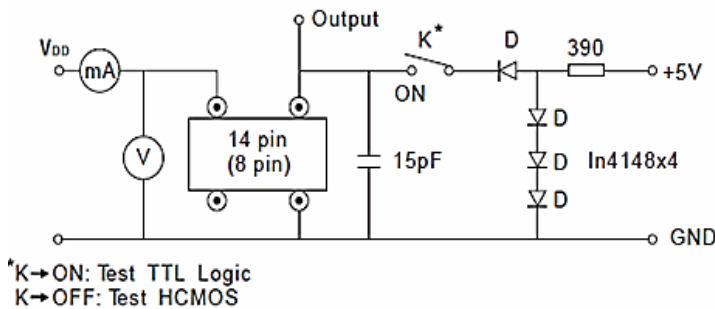 Output
K*
D
390
VDD
mA
+5V
ON
D
14 pin
(8 pin)
V
15pF
D
In4148x4
D
GND
*K→ON: Test TTL Logic
K→OFF: Test HCMOS